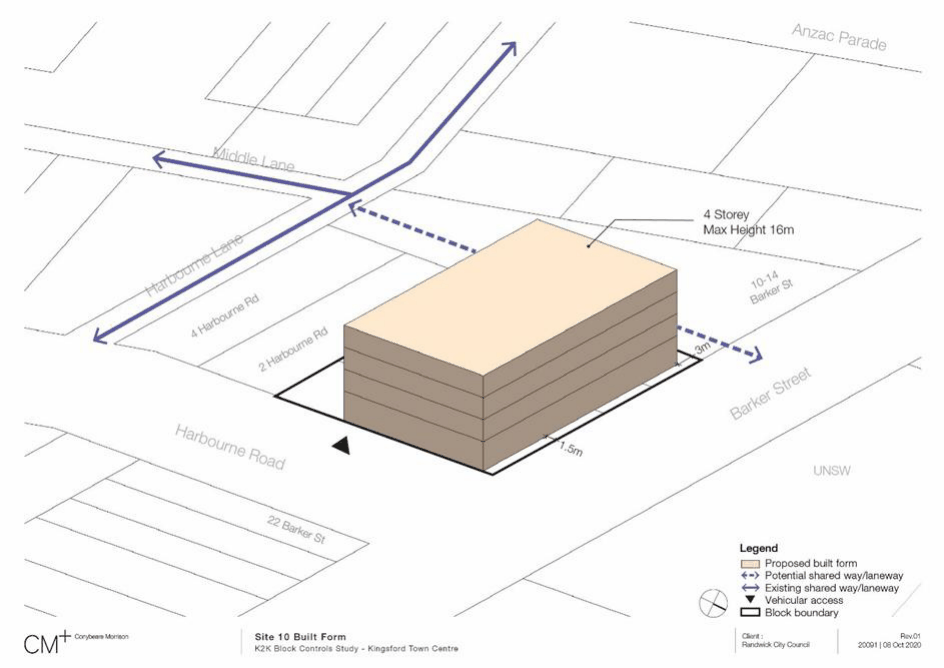 Anzac Parade
Middle Lane
4 Storey
Max Height 16m
Harbourne Lane
10-14
Barker St
4 Harbourne Rd
2 Harbourne Rd
3m
Barker Street
Harbourne Road
1.5m
UNSW
22 Barker St
Legend
Proposed built form
Potential shared way/laneway
Existing shared way/laneway
Vehicular access
Block boundary
CM+ Conybeare Morrison
Site 10 Built Form
K2K Block Controls Study - Kingsford Town Centre
Client :
Randwick City Council
Rev.01
20091 | 08 Oct 2020